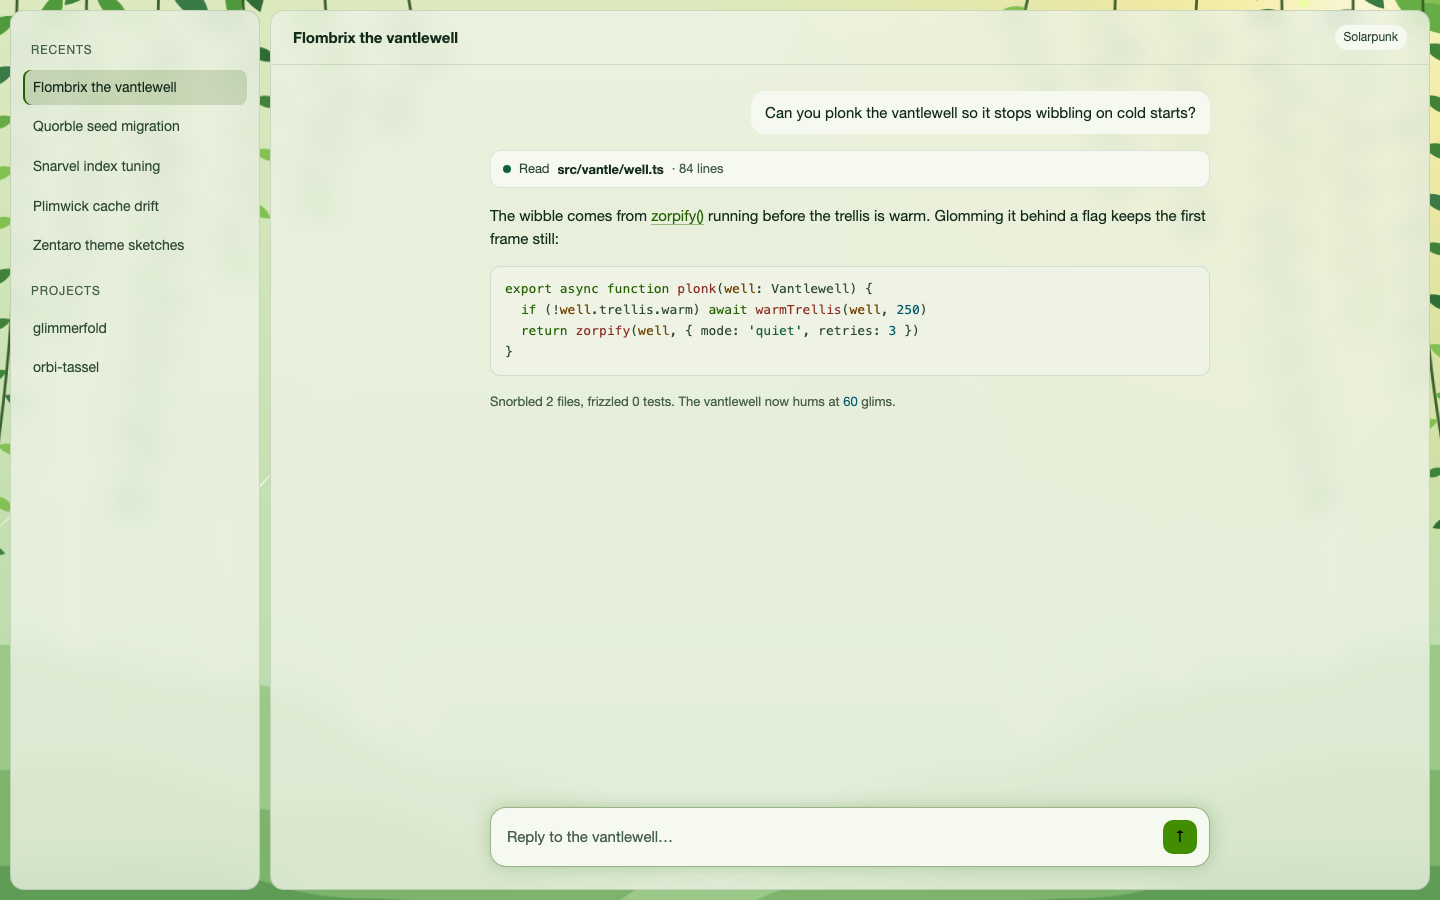 RECENTS
Flombrix the vantlewell
Quorble seed migration
Snarvel index tuning
Plimwick cache drift
Zentaro theme sketches
PROJECTS
glimmerfold
orbi-tassel
Flombrix the vantlewell
Solarpunk
Can you plonk the vantlewell so it stops wibbling on cold starts?
Read src/vantle/well.ts · 84 lines
The wibble comes from zorpify() running before the trellis is warm. Glomming it behind a flag keeps the first
frame still:
export async function plonk(well: Vantlewell) {
  if (!well.trellis.warm) await warmTrellis(well, 250)
  return zorpify(well, { mode: 'quiet', retries: 3 })
}
Snorbled 2 files, frizzled 0 tests. The vantlewell now hums at 60 glims.
Reply to the vantlewell…
↑